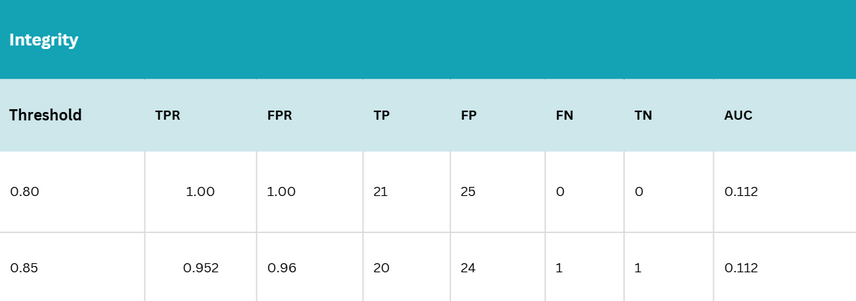 Integrity
Threshold TPR FPR TP FP FN TN AUC
0.80 1.00 1.00 21 25 0 0 0.112
0.85 0.952 0.96 20 24 1 1 0.112